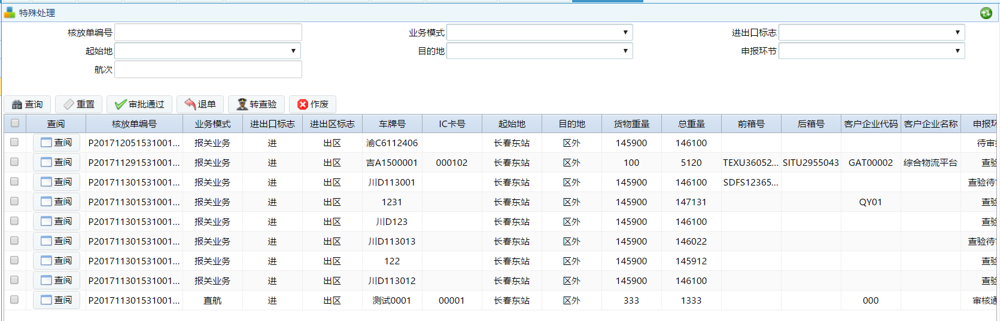 特殊处理
核放单编号 业务模式 进出口标志
起始地 目的地 申报环节
航次
查询 重置 审批通过 退单 转查验 作废
查阅 核放单编号 业务模式 进出口标志 进出区标志 车牌号 IC卡号 起始地 目的地 货物重量 总重量 前箱号 后箱号 客户企业代码 客户企业名称 申报环
查阅 P201712051531001... 报关业务 进 出区 渝C6112406 长春东站 区外 145900 146100 待审
查阅 P201711291531001... 报关业务 进 出区 吉A1500001 000102 长春东站 区外 100 5120 TEXU36052... SITU2955043 GAT00002 综合物流平台 查验
查阅 P201711301531001... 报关业务 进 出区 川D113001 长春东站 区外 145900 146100 SDFS12365... 查验待
查阅 P201711301531001... 报关业务 进 出区 1231 长春东站 区外 145900 147131 QY01 查验
查阅 P201711301531001... 报关业务 进 出区 川D123 长春东站 区外 145900 146100 查验
查阅 P201711301531001... 报关业务 进 出区 川D113013 长春东站 区外 145900 146022 查验待
查阅 P201711301531001... 报关业务 进 出区 122 长春东站 区外 145900 145912 查验
查阅 P201711301531001... 报关业务 进 出区 川D113012 长春东站 区外 145900 146100 查验
查阅 P201711301531001... 直航 进 出区 测试0001 00001 长春东站 区外 333 1333 000 审核通